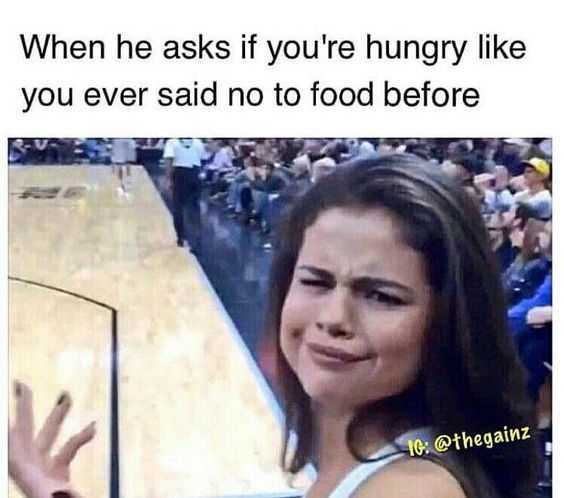 When he asks if you're hungry like
you ever said no to food before
IG: @thegainz